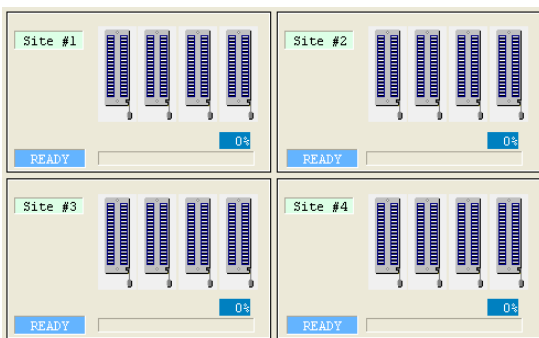 Site #1
0%
READY
Site #2
0%
READY
Site #3
0%
READY
Site #4
0%
READY